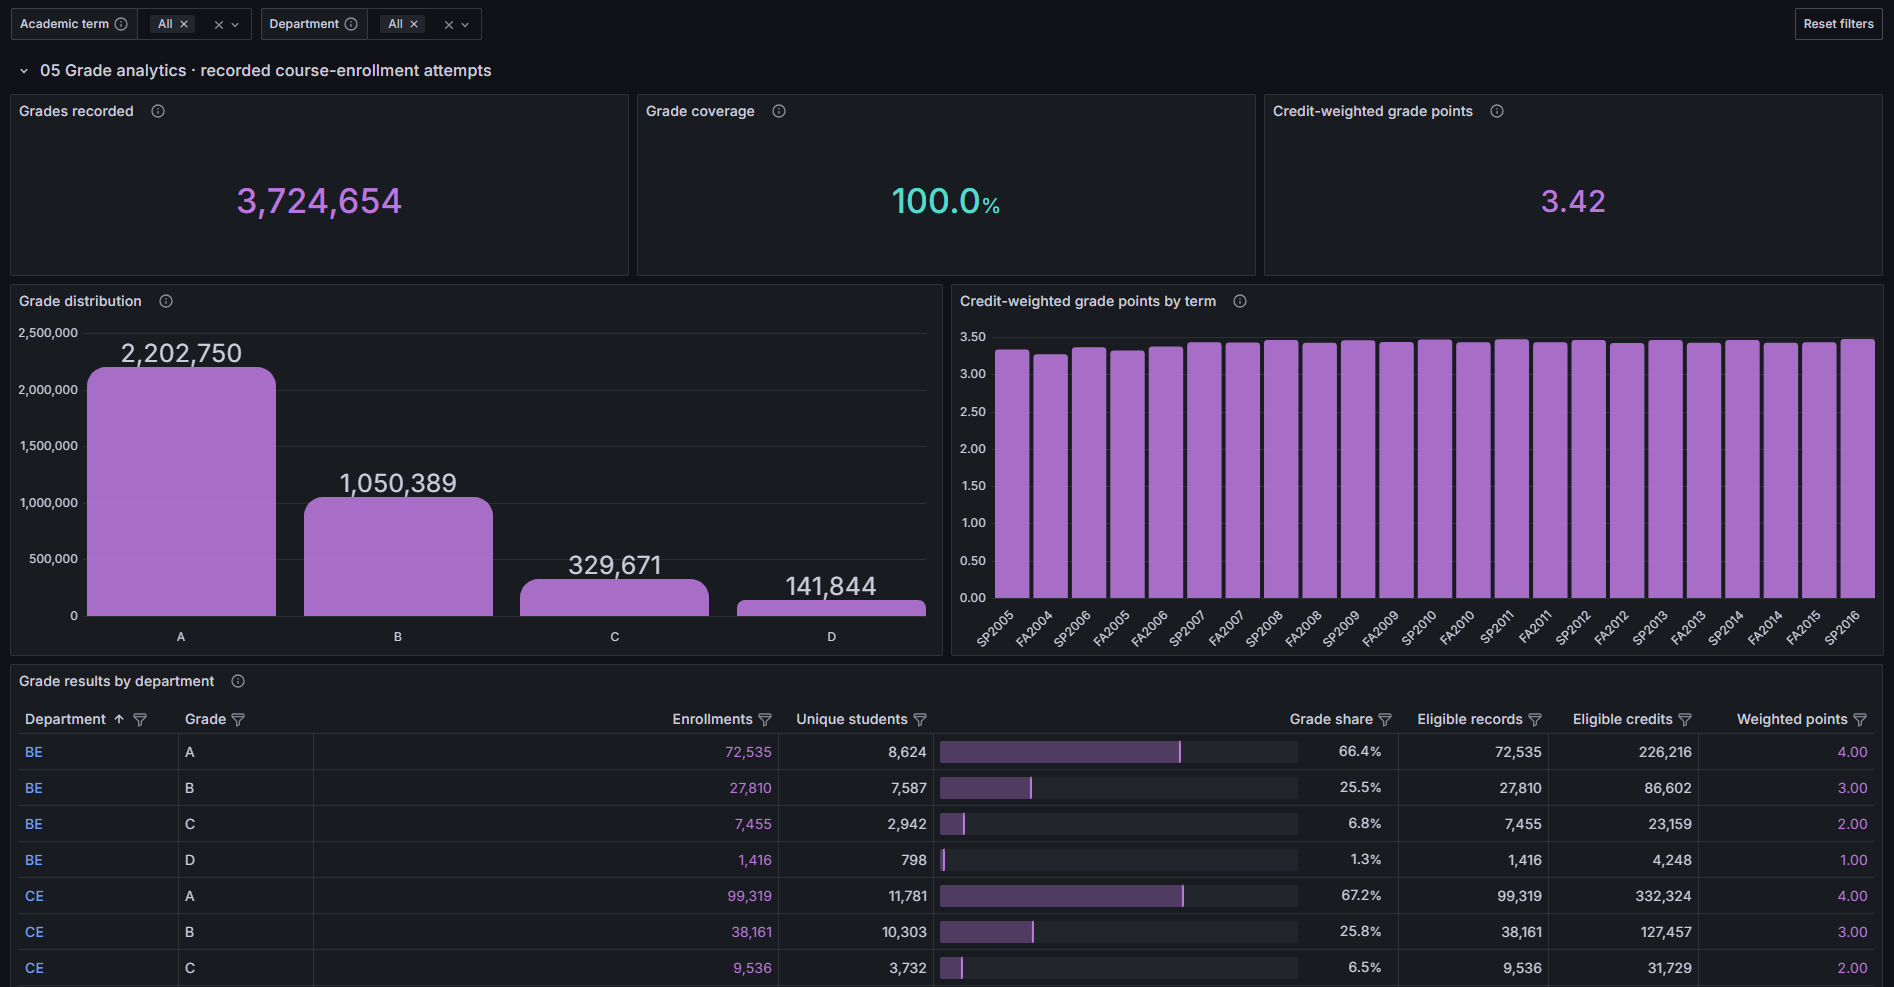 Academic term All
Department All
Reset filters
05 Grade analytics · recorded course-enrollment attempts
Grades recorded
3,724,654
Grade coverage
100.0%
Credit-weighted grade points
3.42
Grade distribution
2,500,000
2,000,000
1,500,000
1,000,000
500,000
0
2,202,750
1,050,389
329,671
141,844
A B C D
Credit-weighted grade points by term
3.50
3.00
2.50
2.00
1.50
1.00
0.50
0.00
SP2005 FA2004 SP2006 FA2005 FA2006 SP2007 FA2007 SP2008 FA2008 SP2009 FA2009 SP2010 FA2010 SP2011 FA2011 SP2012 FA2012 SP2013 FA2013 SP2014 FA2014 FA2015 SP2016
Grade results by department
Department Grade Enrollments Unique students Grade share Eligible records Eligible credits Weighted points
BE A 72,535 8,624 66.4% 72,535 226,216 4.00
BE B 27,810 7,587 25.5% 27,810 86,602 3.00
BE C 7,455 2,942 6.8% 7,455 23,159 2.00
BE D 1,416 798 1.3% 1,416 4,248 1.00
CE A 99,319 11,781 67.2% 99,319 332,324 4.00
CE B 38,161 10,303 25.8% 38,161 127,457 3.00
CE C 9,536 3,732 6.5% 9,536 31,729 2.00